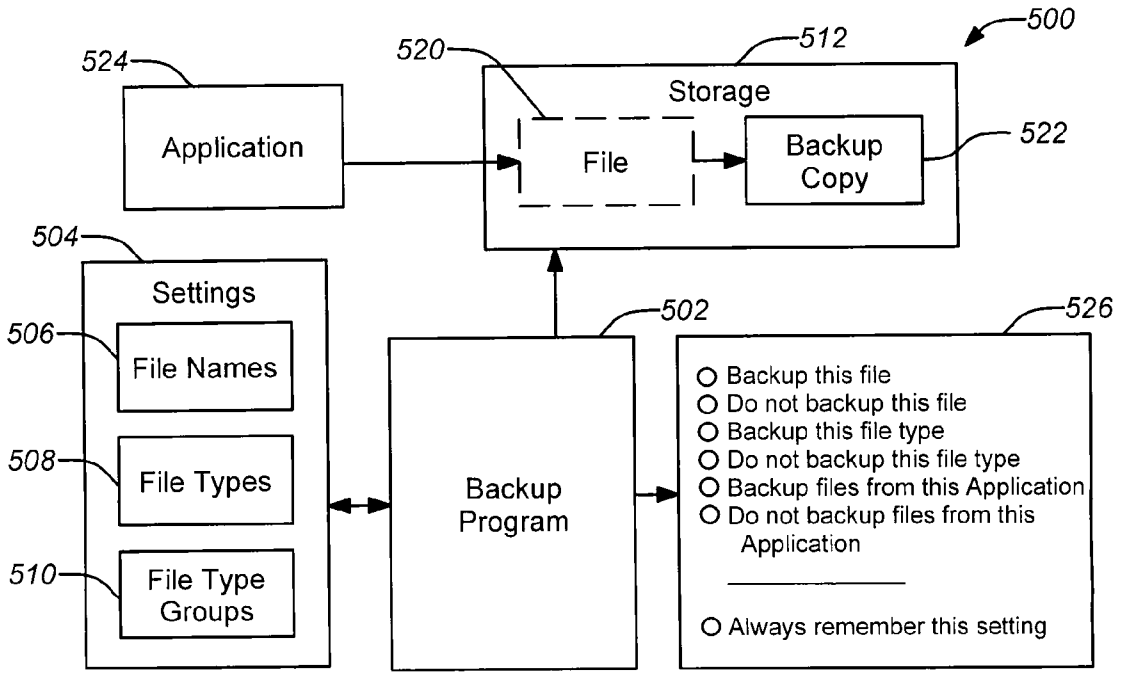 500
524
520
512
Application
Storage
File
Backup
Copy
522
504
Settings
506
File Names
508
File Types
510
File Type
Groups
502
Backup
Program
526
Backup this file
Do not backup this file
Backup this file type
Do not backup this file type
Backup files from this Application
Do not backup files from this
Application
Always remember this setting